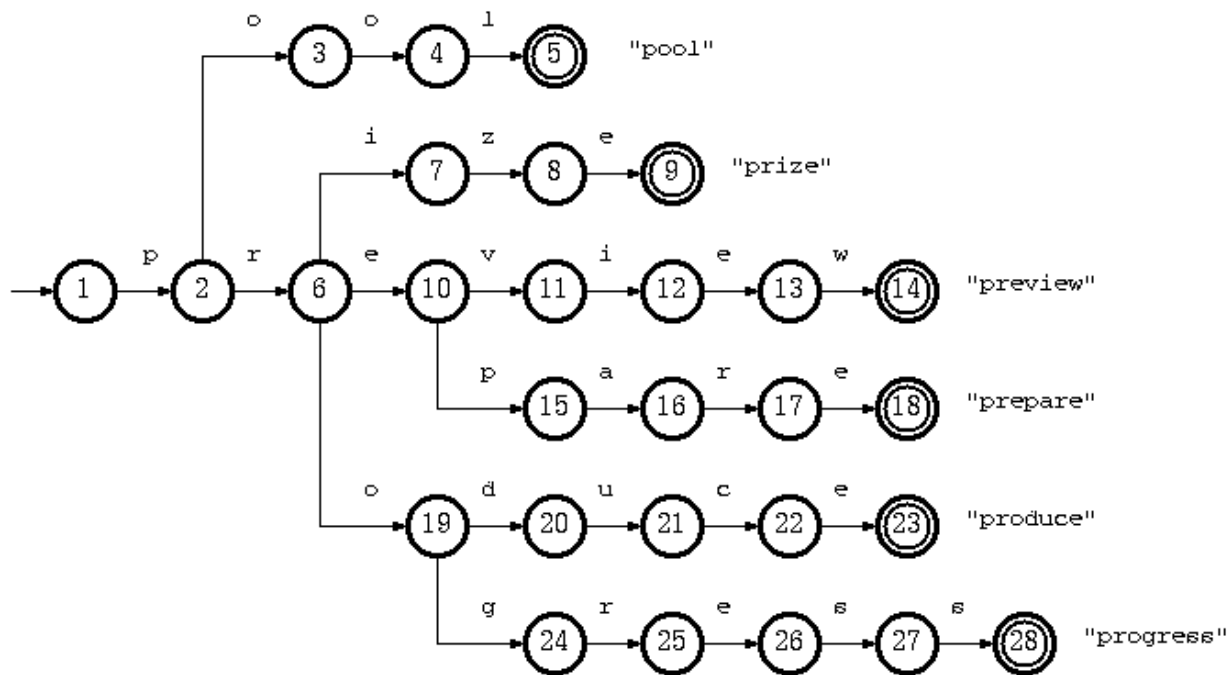 o o l
3 4 5 "pool"
i z e
7 8 9 "prize"
p r e v i e w
1 2 6 10 11 12 13 14 "preview"
p a r e
15 16 17 18 "prepare"
o d u c e
19 20 21 22 23 "produce"
g r e s s
24 25 26 27 28 "progress"